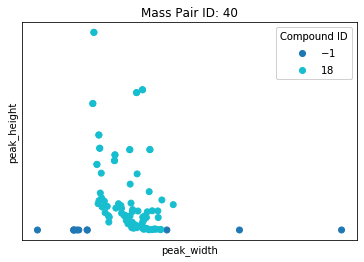 Mass Pair ID: 40
Compound ID
−1
18
peak_height
peak_width